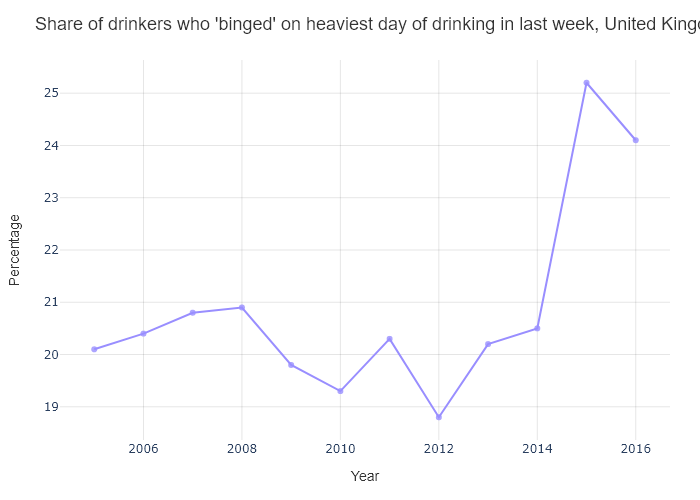 Share of drinkers who 'binged' on heaviest day of drinking in last week, United
25
24
23
22
21
20
19
Percentage
2006 2008 2010 2012 2014 2016
Year